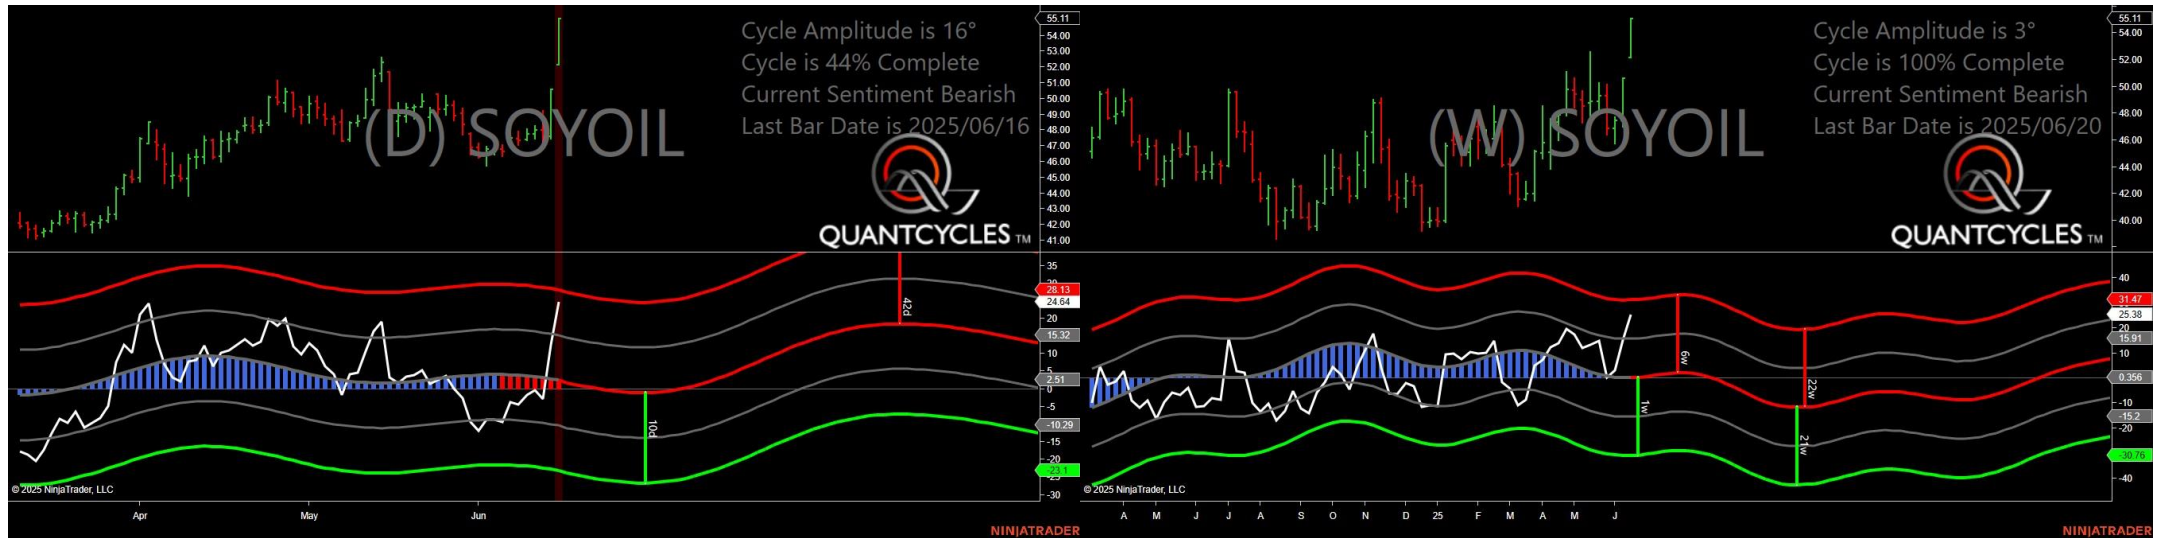 Cycle Amplitude is 16°
Cycle is 44% Complete
Current Sentiment Bearish
Last Bar Date is 2025/06/16
(D) SOYOIL
QUANTCYCLES TM
55.11
54.00
53.00
52.00
51.00
50.00
49.00
48.00
47.00
46.00
45.00
44.00
43.00
42.00
41.00
35
28.13
24.64
20
15.32
10
5
2.51
0
-5
-10.29
-15
-20
-23.1
-25
-30
42d
10d
© 2025 NinjaTrader, LLC
Apr
May
Jun
NINJATRADER
Cycle Amplitude is 3°
Cycle is 100% Complete
Current Sentiment Bearish
Last Bar Date is 2025/06/20
(W) SOYOIL
QUANTCYCLES TM
55.11
54.00
52.00
50.00
48.00
46.00
44.00
42.00
40.00
40
31.47
25.38
20
15.91
10
0.356
-10
-15.2
-20
-30.76
-40
6w
1w
22w
21w
© 2025 NinjaTrader, LLC
A M J J A S O N D 25 F M A M J
NINJATRADER